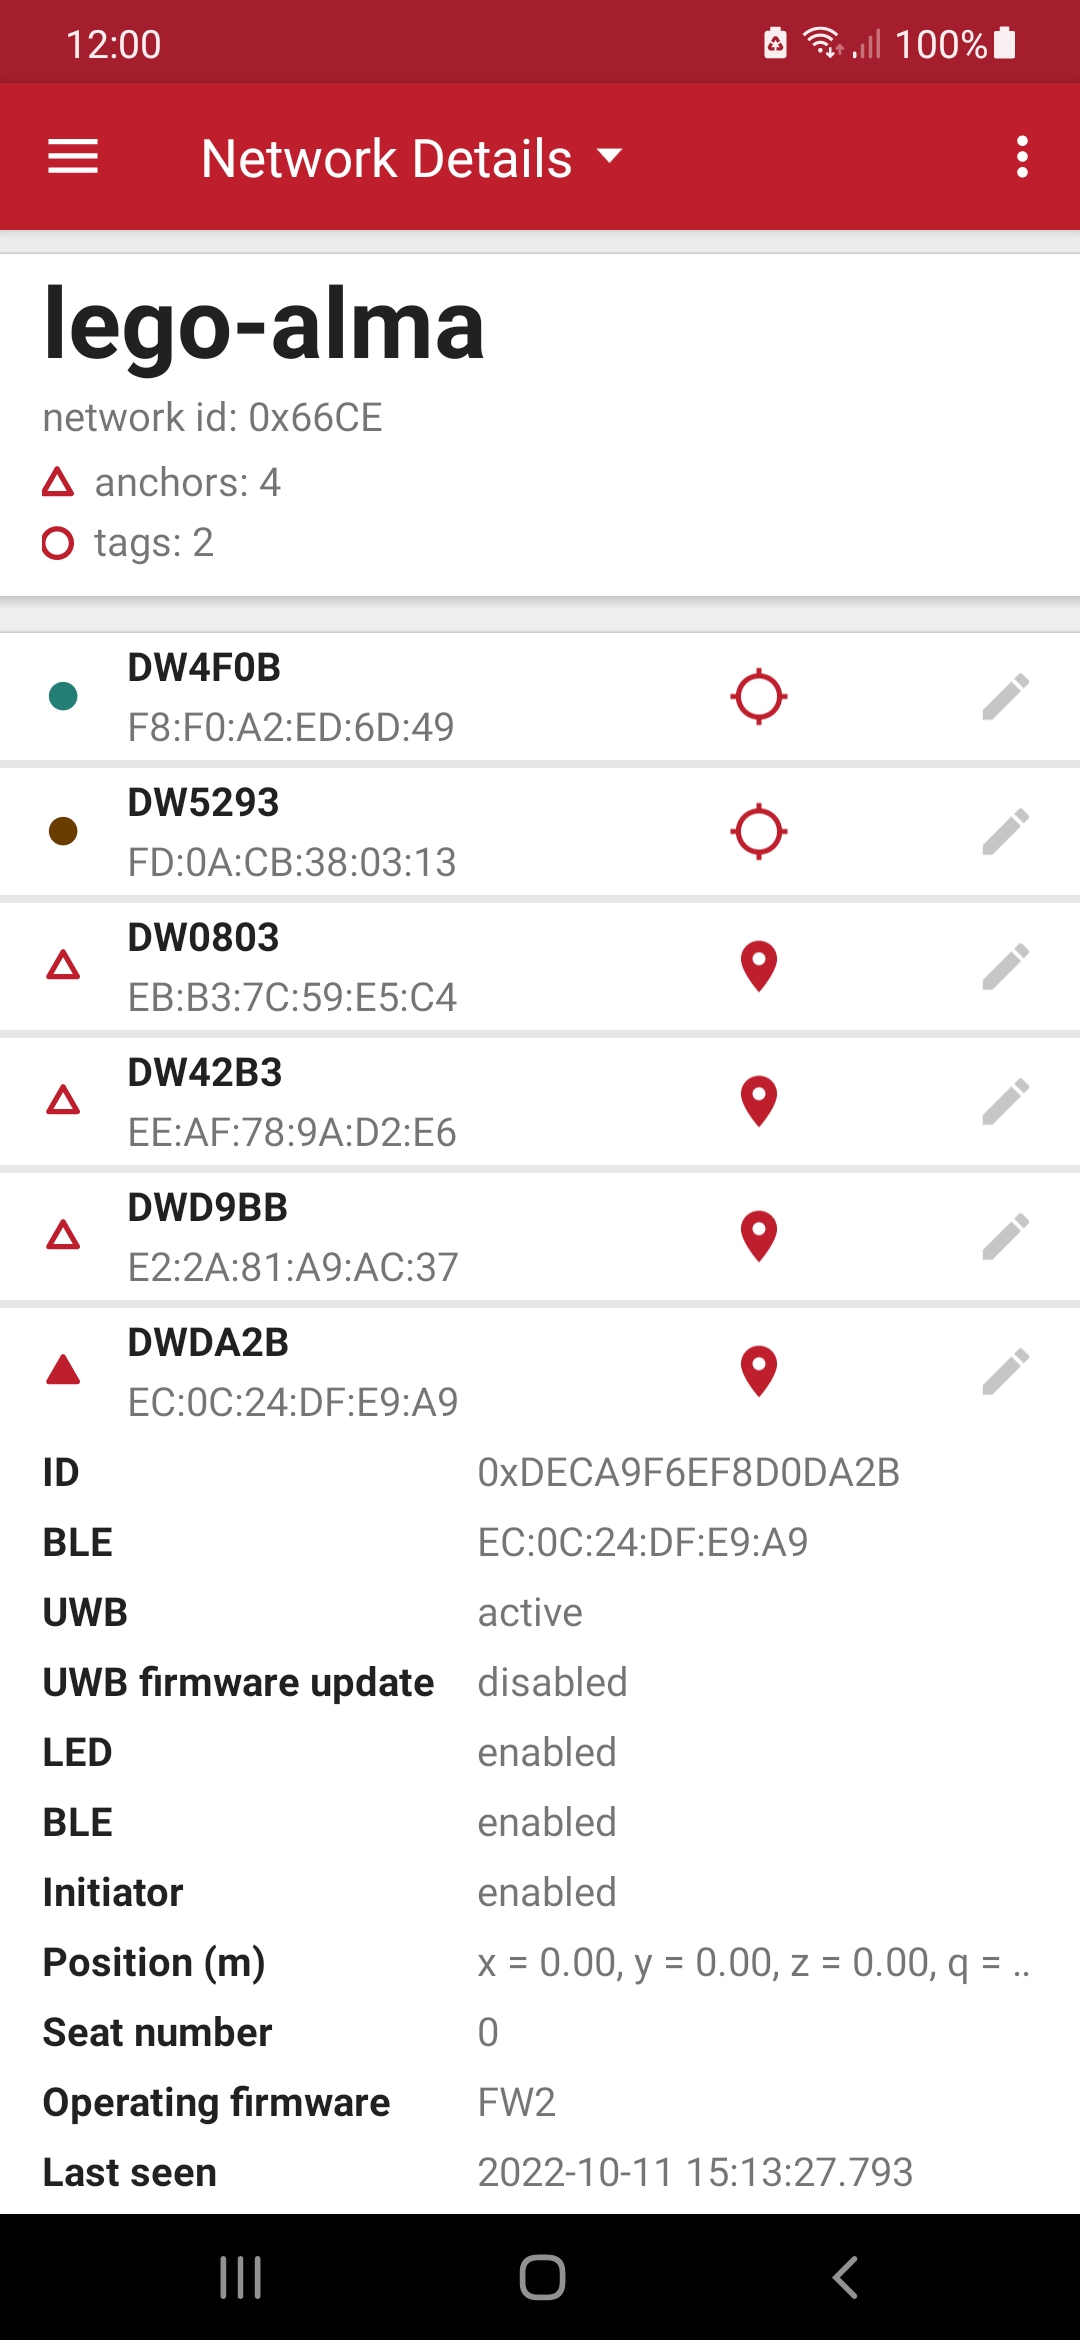 12:00
100%
Network Details
lego-alma
network id: 0x66CE
anchors: 4
tags: 2
DW4F0B
F8:F0:A2:ED:6D:49
DW5293
FD:0A:CB:38:03:13
DW0803
EB:B3:7C:59:E5:C4
DW42B3
EE:AF:78:9A:D2:E6
DWD9BB
E2:2A:81:A9:AC:37
DWDA2B
EC:0C:24:DF:E9:A9
ID 0xDECA9F6EF8D0DA2B
BLE EC:0C:24:DF:E9:A9
UWB active
UWB firmware update disabled
LED enabled
BLE enabled
Initiator enabled
Position (m) x = 0.00, y = 0.00, z = 0.00, q = ..
Seat number 0
Operating firmware FW2
Last seen 2022-10-11 15:13:27.793